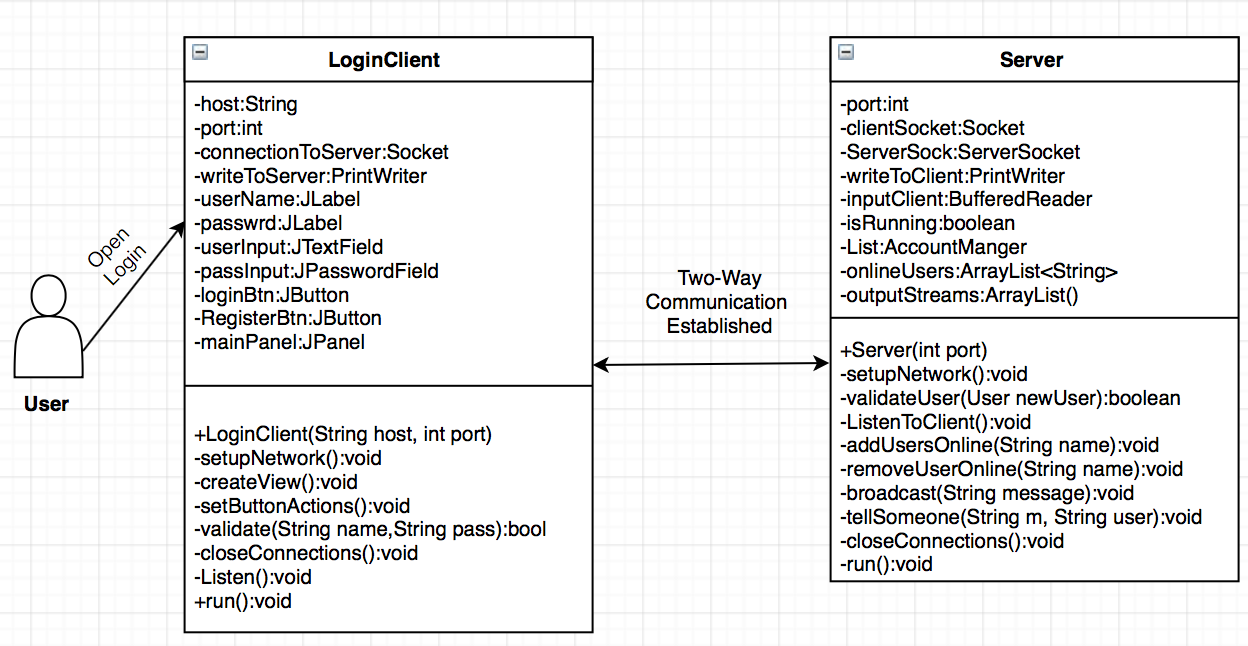 LoginClient
-host:String
-port:int
-connectionToServer:Socket
-writeToServer:PrintWriter
-userName:JLabel
-passwrd:JLabel
-userInput:JTextField
-passInput:JPasswordField
-loginBtn:JButton
-RegisterBtn:JButton
-mainPanel:JPanel
+LoginClient(String host, int port)
-setupNetwork():void
-createView():void
-setButtonActions():void
-validate(String name,String pass):bool
-closeConnections():void
-Listen():void
+run():void
Open
Login
User
Two-Way
Communication
Established
Server
-port:int
-clientSocket:Socket
-ServerSock:ServerSocket
-writeToClient:PrintWriter
-inputClient:BufferedReader
-isRunning:boolean
-List:AccountManger
-onlineUsers:ArrayList<String>
-outputStreams:ArrayList()
+Server(int port)
-setupNetwork():void
-validateUser(User newUser):boolean
-ListenToClient():void
-addUsersOnline(String name):void
-removeUserOnline(String name):void
-broadcast(String message):void
-tellSomeone(String m, String user):void
-closeConnections():void
-run():void